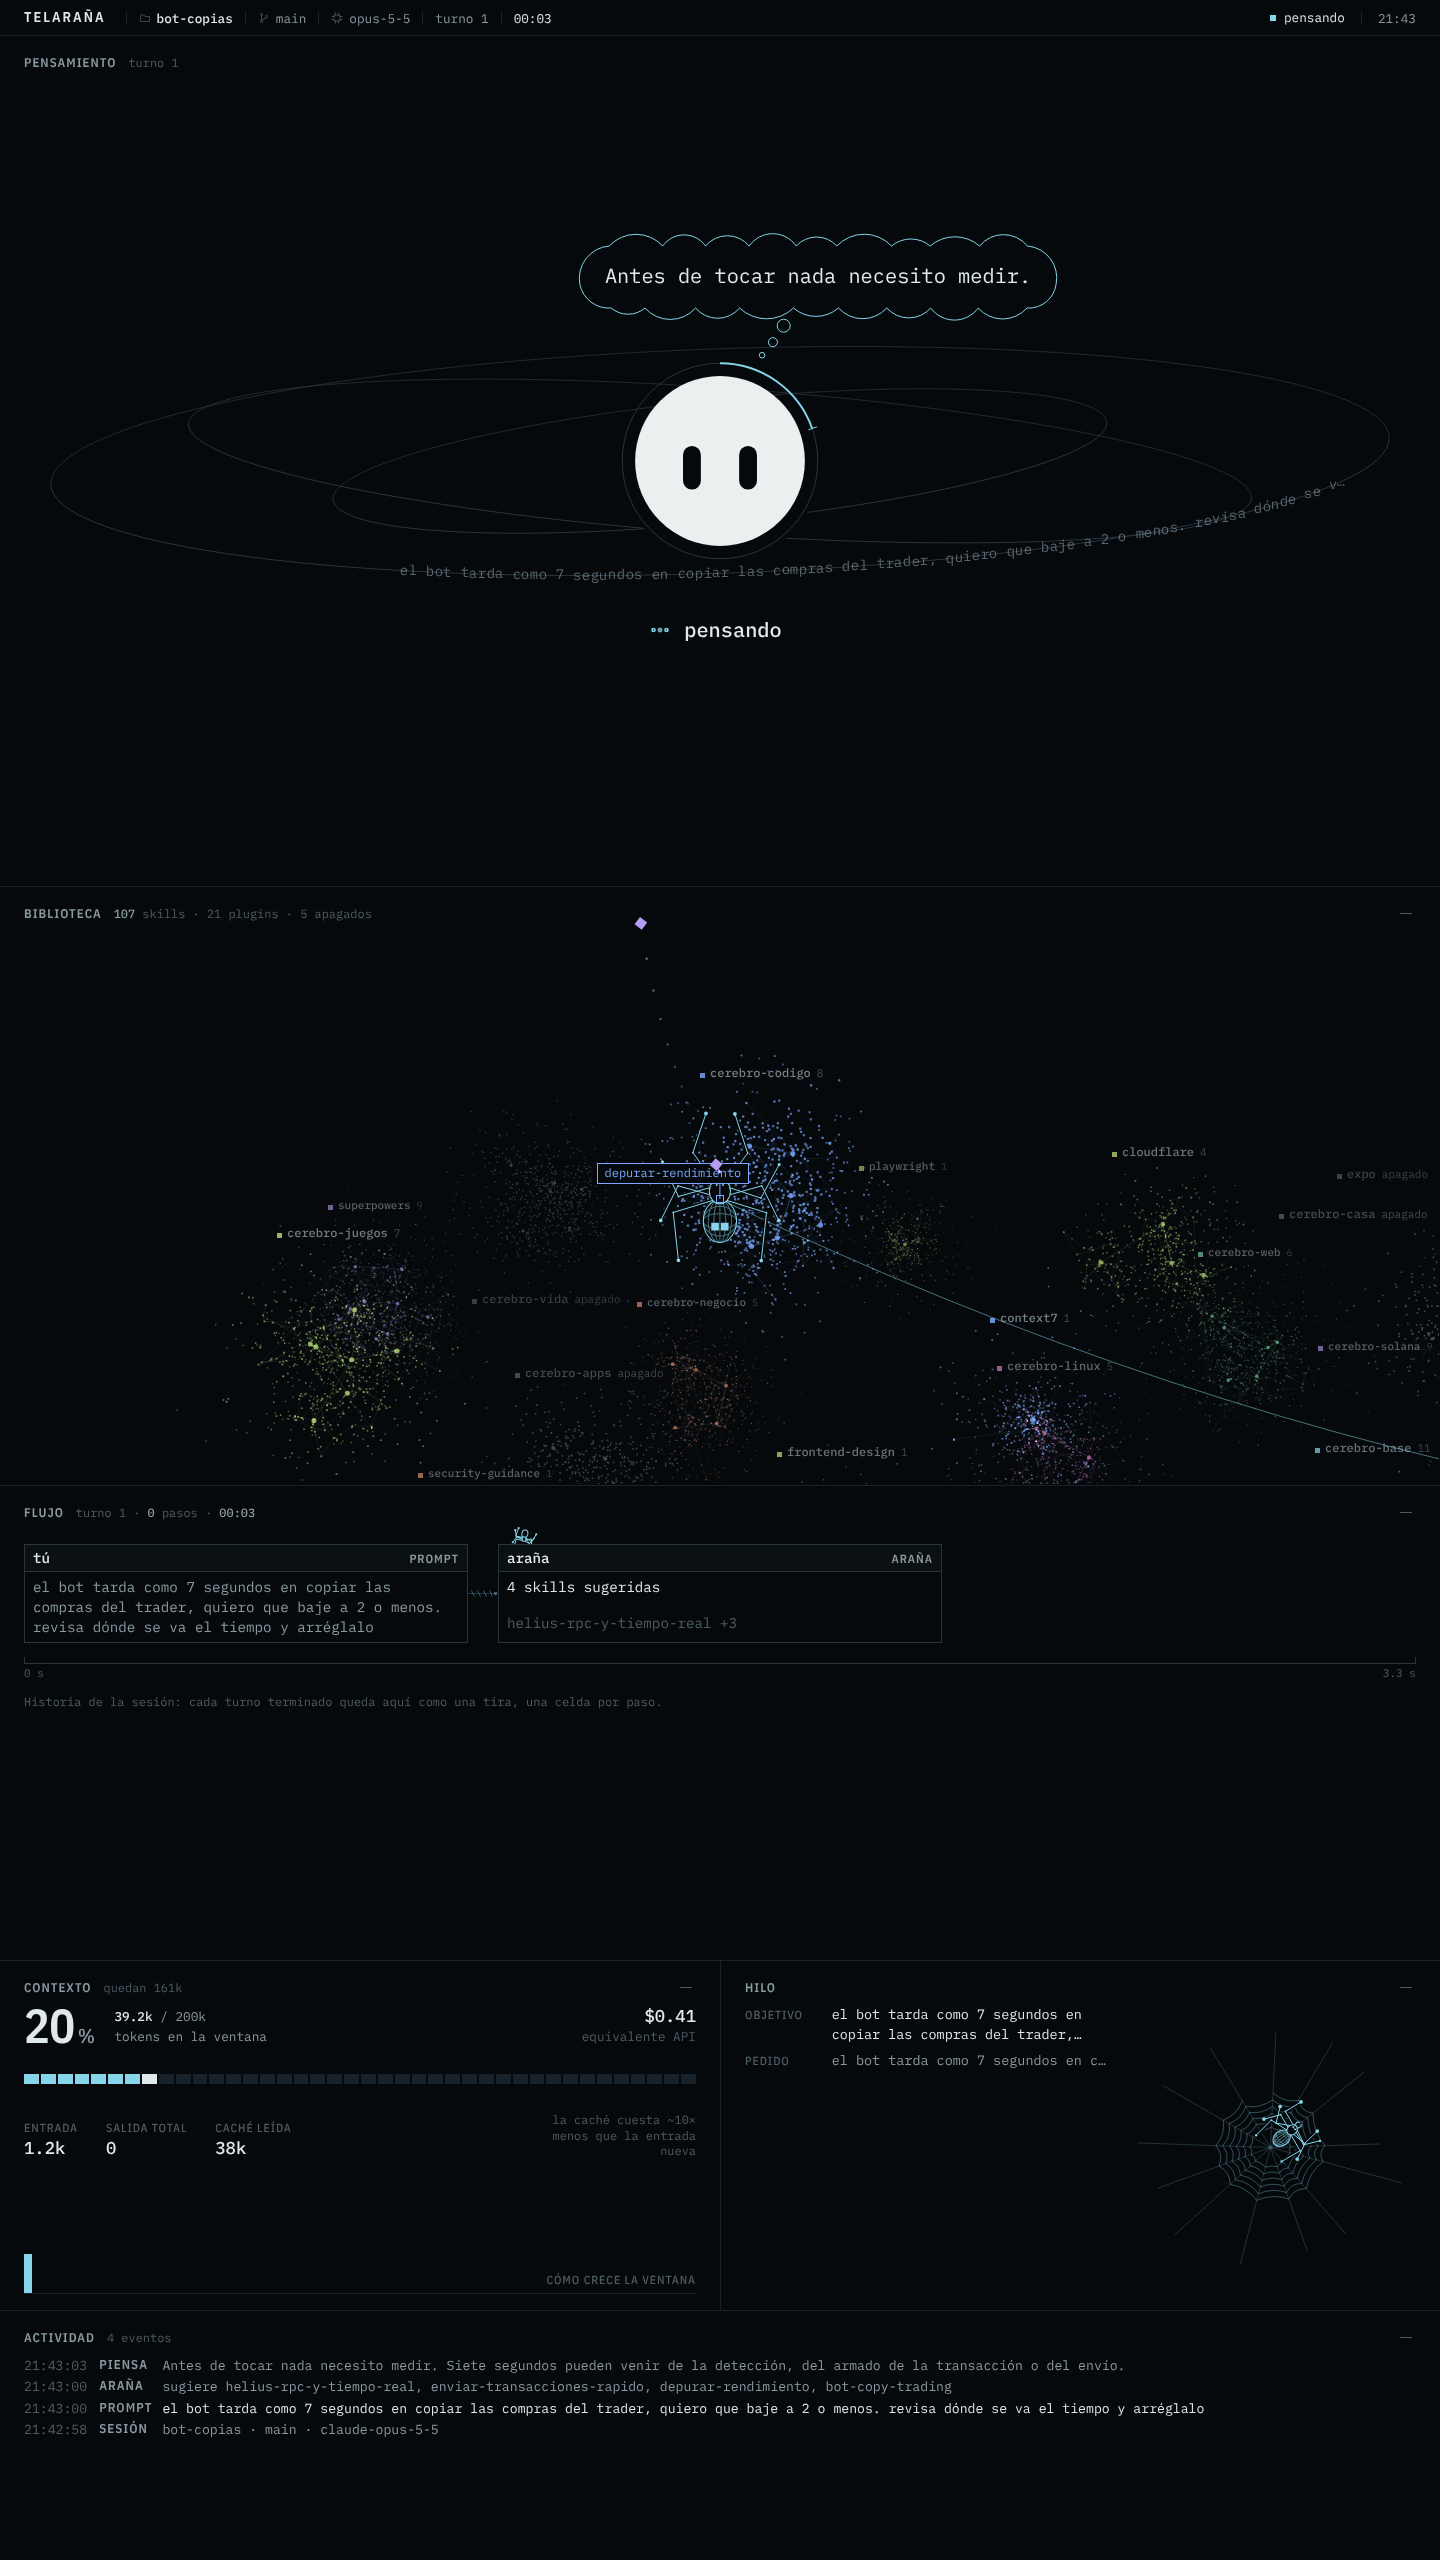 TELARAÑA bot-copias main opus-5-5 turno 1 00:03 pensando 21:43
PENSAMIENTO turno 1
Antes de tocar nada necesito medir.
el bot tarda como 7 segundos en copiar las compras del trader, quiero que baje a 2 o menos. revisa dónde se v…
pensando
BIBLIOTECA 107 skills · 21 plugins · 5 apagados
cerebro-codigo 8
cloudflare 4
depurar-rendimiento
playwright 1
expo apagado
superpowers 9
cerebro-casa apagado
cerebro-juegos 7
cerebro-web 6
cerebro-vida apagado
cerebro-negocio 5
context7 1
cerebro-solana 9
cerebro-linux 5
cerebro-apps apagado
cerebro-base 11
frontend-design 1
security-guidance 1
FLUJO turno 1 · 0 pasos · 00:03
tú PROMPT
el bot tarda como 7 segundos en copiar las
compras del trader, quiero que baje a 2 o menos.
revisa dónde se va el tiempo y arréglalo
araña ARAÑA
4 skills sugeridas
helius-rpc-y-tiempo-real +3
0 s 3.3 s
Historia de la sesión: cada turno terminado queda aquí como una tira, una celda por paso.
CONTEXTO quedan 161k
20 %
39.2k / 200k
tokens en la ventana
$0.41
equivalente API
ENTRADA
1.2k
SALIDA TOTAL
0
CACHÉ LEÍDA
38k
la caché cuesta ~10×
menos que la entrada
nueva
CÓMO CRECE LA VENTANA
HILO
OBJETIVO el bot tarda como 7 segundos en
copiar las compras del trader,…
PEDIDO el bot tarda como 7 segundos en c…
ACTIVIDAD 4 eventos
21:43:03 PIENSA Antes de tocar nada necesito medir. Siete segundos pueden venir de la detección, del armado de la transacción o del envío.
21:43:00 ARAÑA sugiere helius-rpc-y-tiempo-real, enviar-transacciones-rapido, depurar-rendimiento, bot-copy-trading
21:43:00 PROMPT el bot tarda como 7 segundos en copiar las compras del trader, quiero que baje a 2 o menos. revisa dónde se va el tiempo y arréglalo
21:42:58 SESIÓN bot-copias · main · claude-opus-5-5